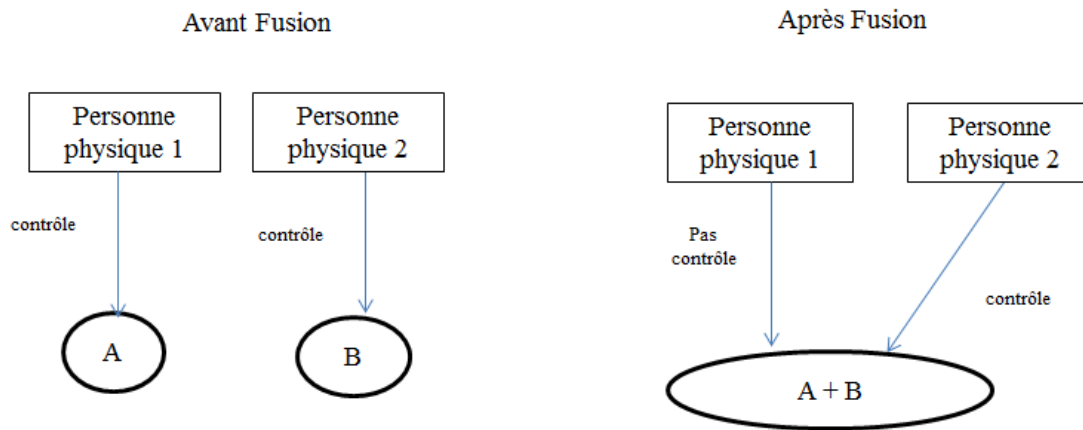 Avant Fusion
Personne
physique 1
Personne
physique 2
contrôle
contrôle
A
B
Après Fusion
Personne
physique 1
Personne
physique 2
Pas
contrôle
contrôle
A + B